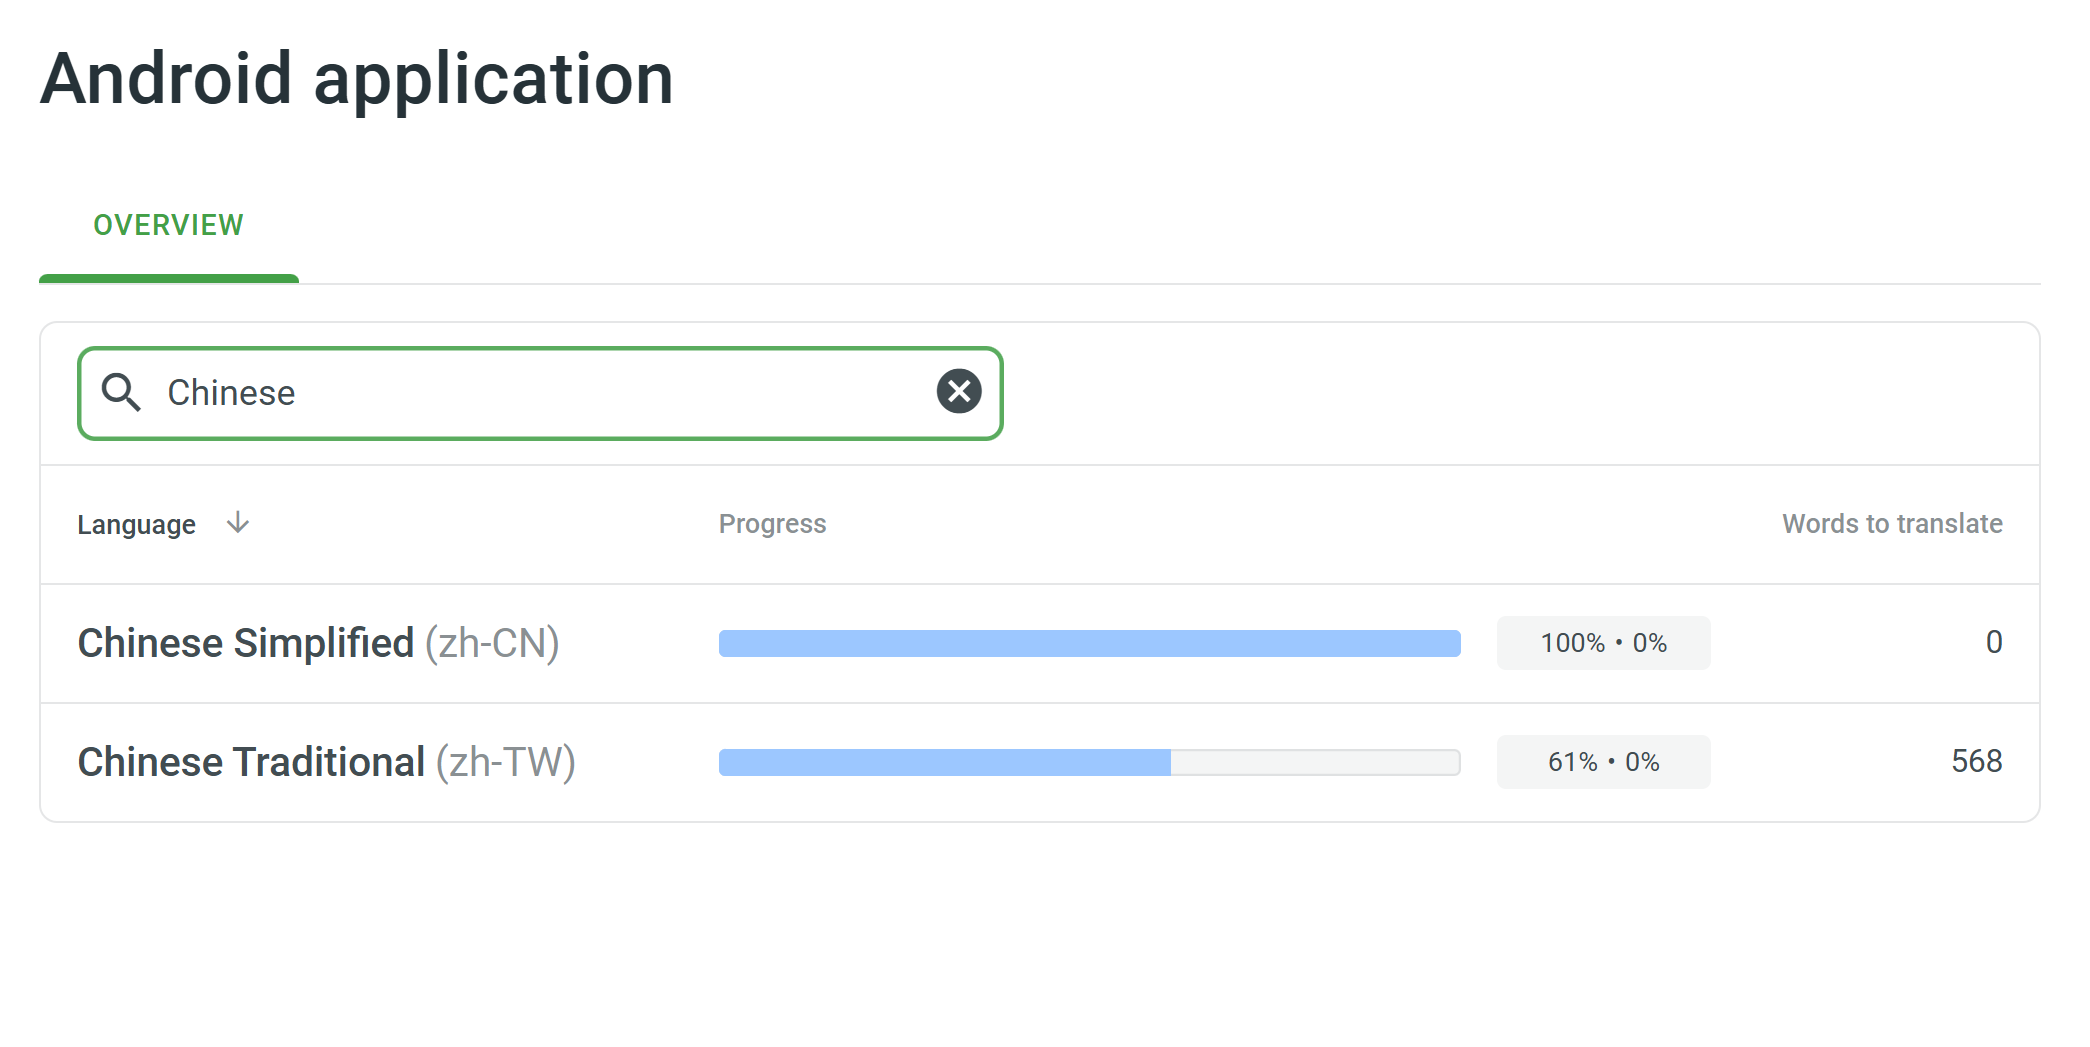 Android application
OVERVIEW
Chinese
Language Progress Words to translate
Chinese Simplified (zh-CN) 100% • 0% 0
Chinese Traditional (zh-TW) 61% • 0% 568